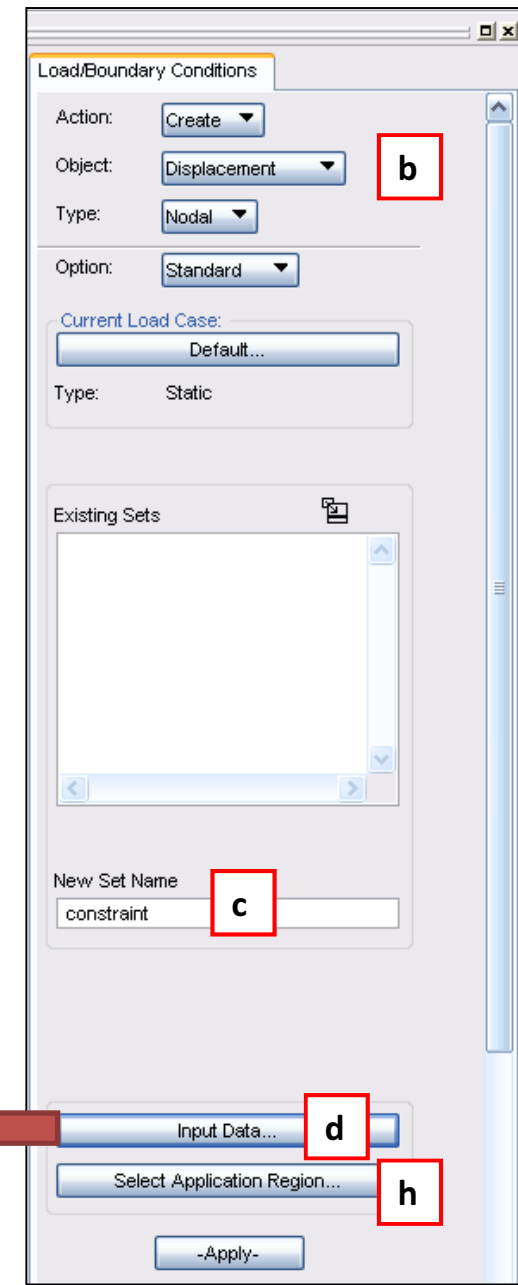 Load/Boundary Conditions
Action: Create
Object: Displacement b
Type: Nodal
Option: Standard
Current Load Case:
Default...
Type: Static
Existing Sets
New Set Name
constraint c
Input Data... d
Select Application Region... h
-Apply-